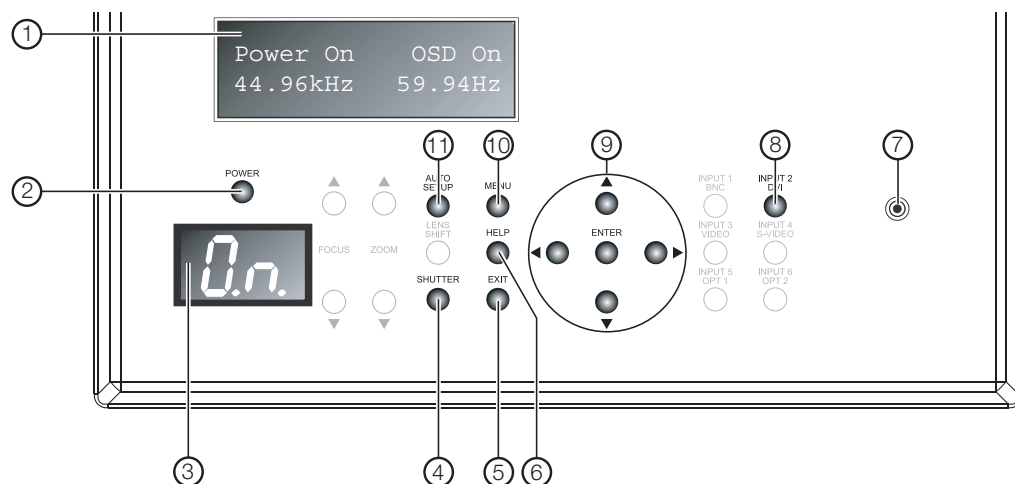 1
Power On OSD On
44.96kHz 59.94Hz
11
10
9
8
7
2
POWER
AUTO
SETUP
MENU
INPUT 1
BNC
INPUT 2
DVI
LENS
SHIFT
HELP
ENTER
INPUT 3
VIDEO
INPUT 4
S-VIDEO
0.n.
FOCUS
ZOOM
SHUTTER
EXIT
INPUT 5
OPT 1
INPUT 6
OPT 2
3
4
5
6